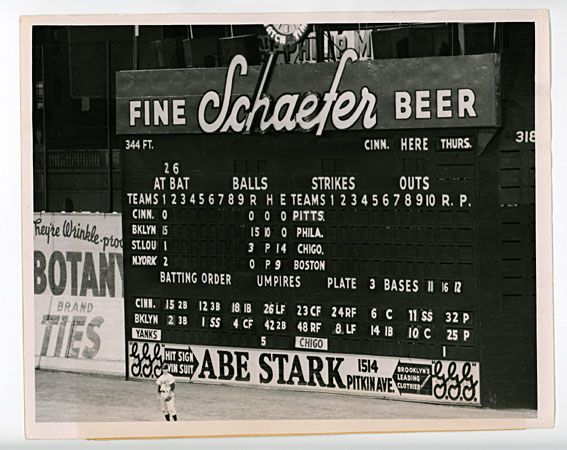 PHILCO
PHILM
FINE Schaefer BEER
344 FT. CINN. HERE THURS.
318
26
AT BAT BALLS STRIKES OUTS
TEAMS 1 2 3 4 5 6 7 8 9 R H E TEAMS 1 2 3 4 5 6 7 8 9 10 R. P.
CINN. 0 0 0 0 PITTS.
BKLYN 15 15 10 0 PHILA.
ST.LOU 1 3 P 14 CHIGO.
N.YORK 2 0 P 9 BOSTON
BATTING ORDER UMPIRES PLATE 3 BASES 11 16 12
CINN. 15 2B 12 3B 18 1B 26 LF 23 CF 24 RF 6 C 11 SS 32 P
BKLYN 2 3B 1 SS 4 CF 42 2B 48 RF 8 LF 14 1B 10 C 25 P
YANKS 5 CHIGO 1
They're Wrinkle-proof
BOTANY
BRAND
TIES
HIT SIGN
WIN SUIT
ABE STARK
1514
PITKIN AVE.
BROOKLYN'S
LEADING
CLOTHIER